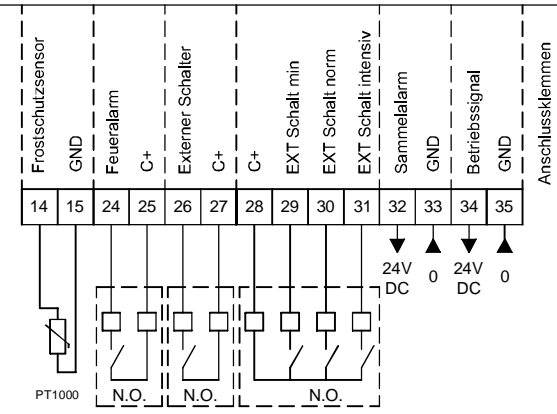 Frostschutzsensor
GND
Feueralarm
C+
Externer Schalter
C+
C+
EXT Schalt min
EXT Schalt norm
EXT Schalt intensiv
Sammelalarm
GND
Betriebssignal
GND
Anschlussklemmen
14 15 24 25 26 27 28 29 30 31 32 33 34 35
24V DC
0
24V DC
0
PT1000
N.O.
N.O.
N.O.